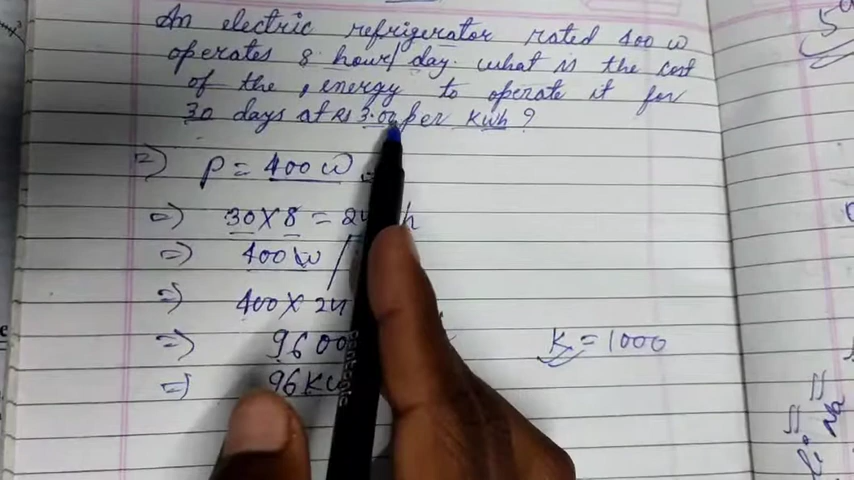 An electric refrigerator rated 400 W
operates 8 hour/day. what is the cost
of the energy to operate it for
30 days at Rs 3.00 per kwh ?
=) P = 400 W
=) 30 X 8 = 24 h
=) 400 W
=) 400 X 24
=) 9600
K = 1000
=) 96 KW